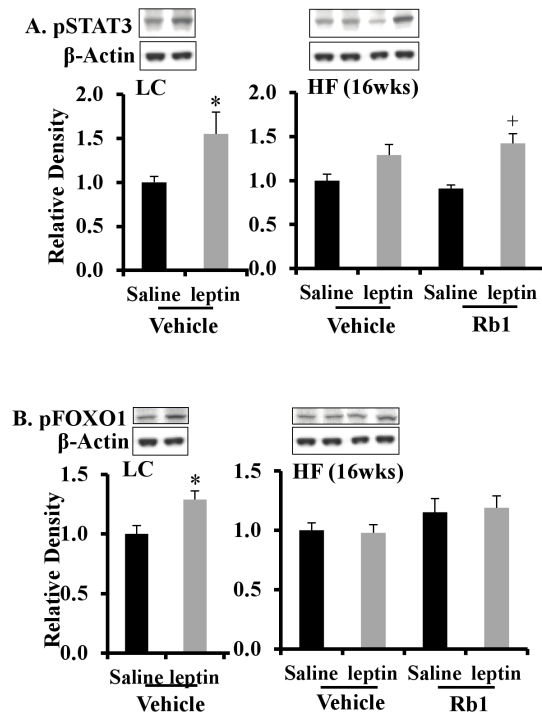 A. pSTAT3
β-Actin
LC
HF (16wks)
Relative Density
2.0
1.5
1.0
0.5
0.0
*
Saline leptin
Vehicle
2.0
1.5
1.0
0.5
0.0
+
Saline leptin
Vehicle
Saline leptin
Rb1
B. pFOXO1
β-Actin
LC
HF (16wks)
Relative Density
1.5
1.0
0.5
0.0
*
Saline leptin
Vehicle
1.5
1.0
0.5
0.0
Saline leptin
Vehicle
Saline leptin
Rb1